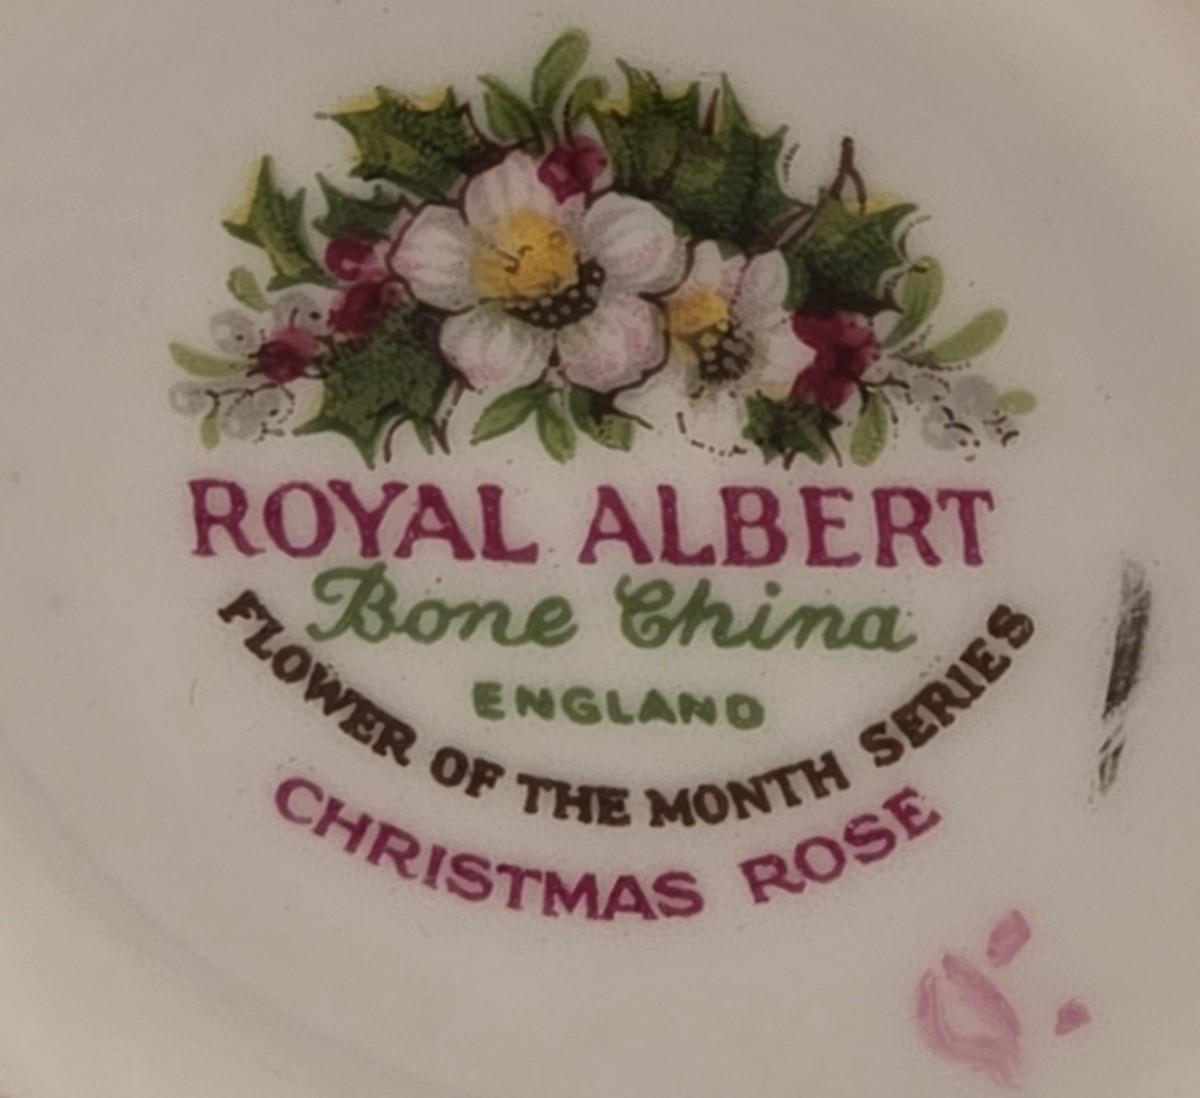 ROYAL ALBERT
Bone China
ENGLAND
FLOWER OF THE MONTH SERIES
CHRISTMAS ROSE